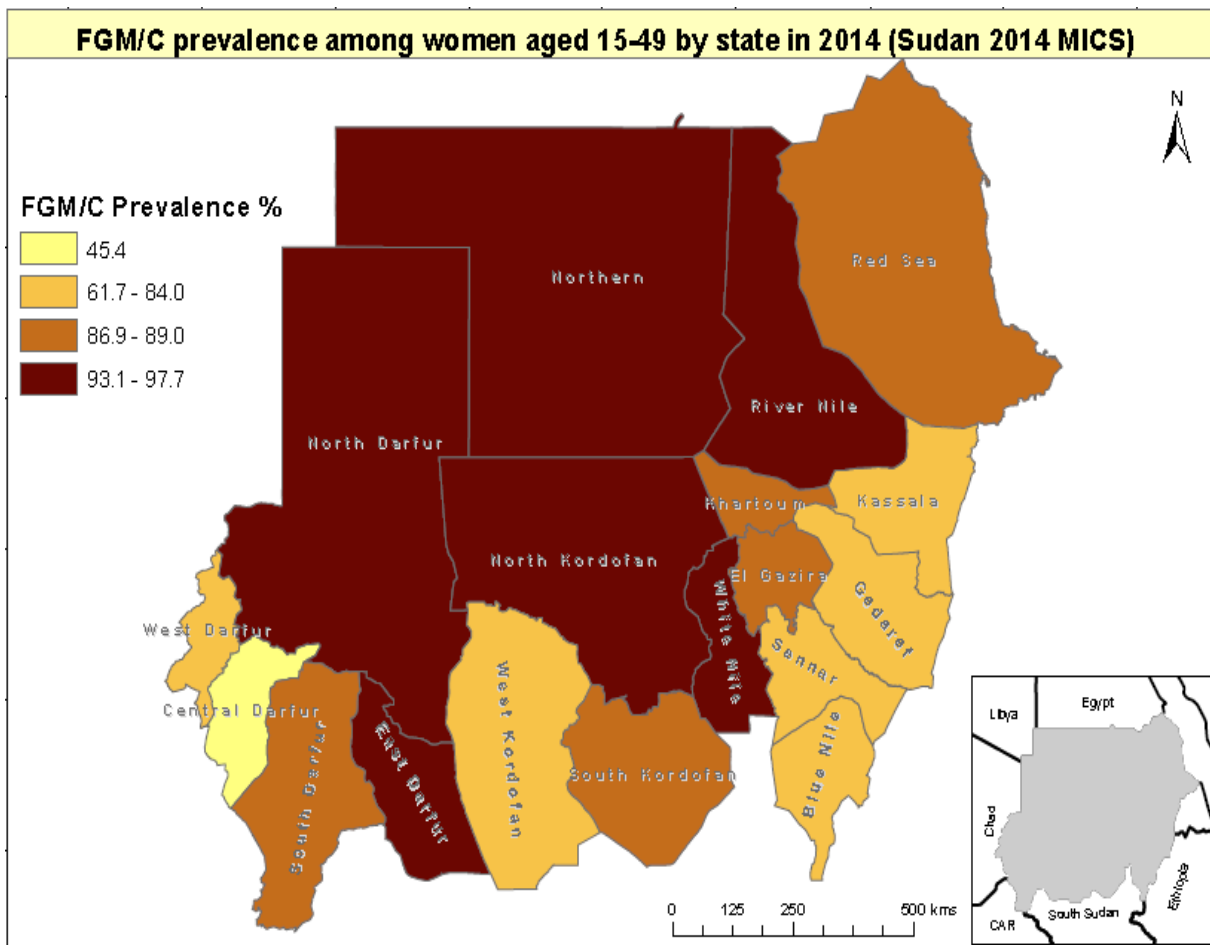 FGM/C prevalence among women aged 15-49 by state in 2014 (Sudan 2014 MICS)
N
FGM/C Prevalence %
45.4
61.7 - 84.0
86.9 - 89.0
93.1 - 97.7
Northern
Red Sea
River Nile
North Darfur
Khartoum
Kassala
North Kordofan
El Gazira
White Nile
Gedaref
West Darfur
Sennar
Central Darfur
South Darfur
East Darfur
West Kordofan
South Kordofan
Blue Nile
0 125 250 500 kms
Egypt
Libya
Chad
Ethiopia
South Sudan
CAR